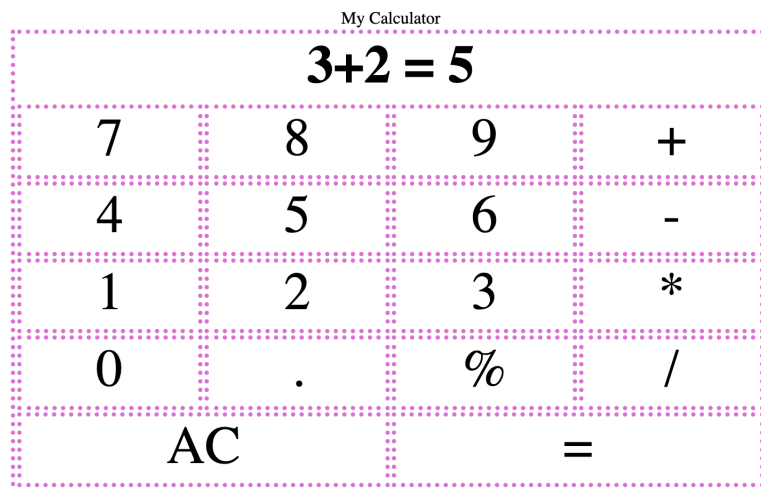 My Calculator
3+2 = 5
7 8 9 +
4 5 6 -
1 2 3 *
0 . % /
AC =